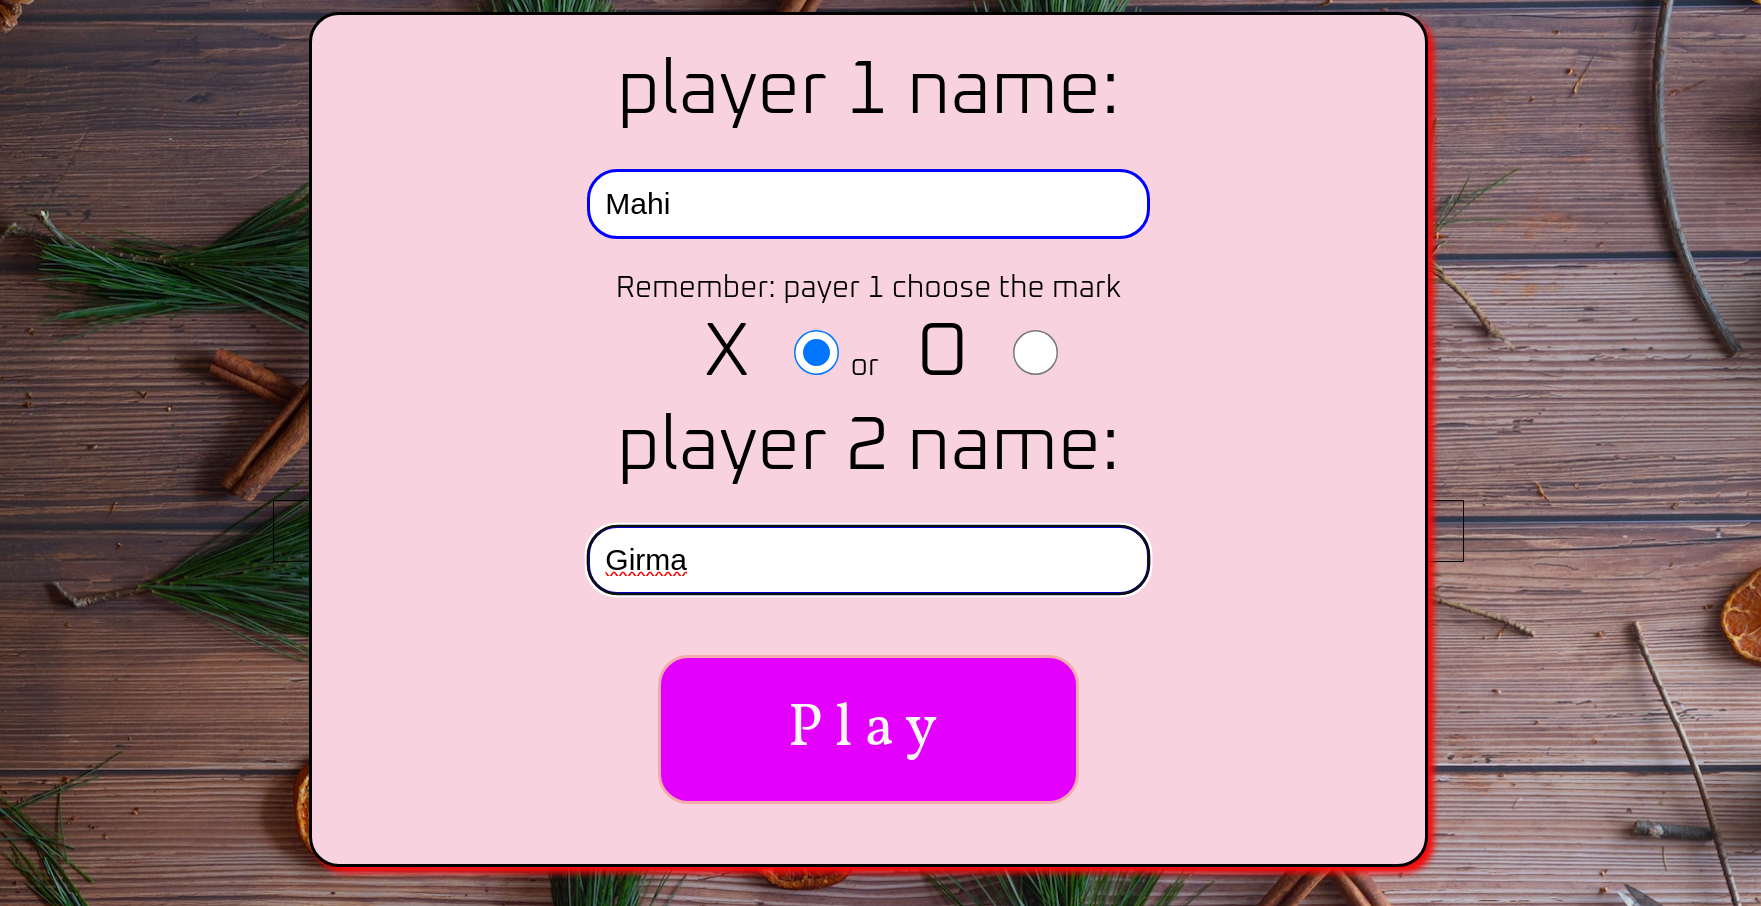 player 1 name:
Mahi
Remember: payer 1 choose the mark
X or O
player 2 name:
Girma
Play